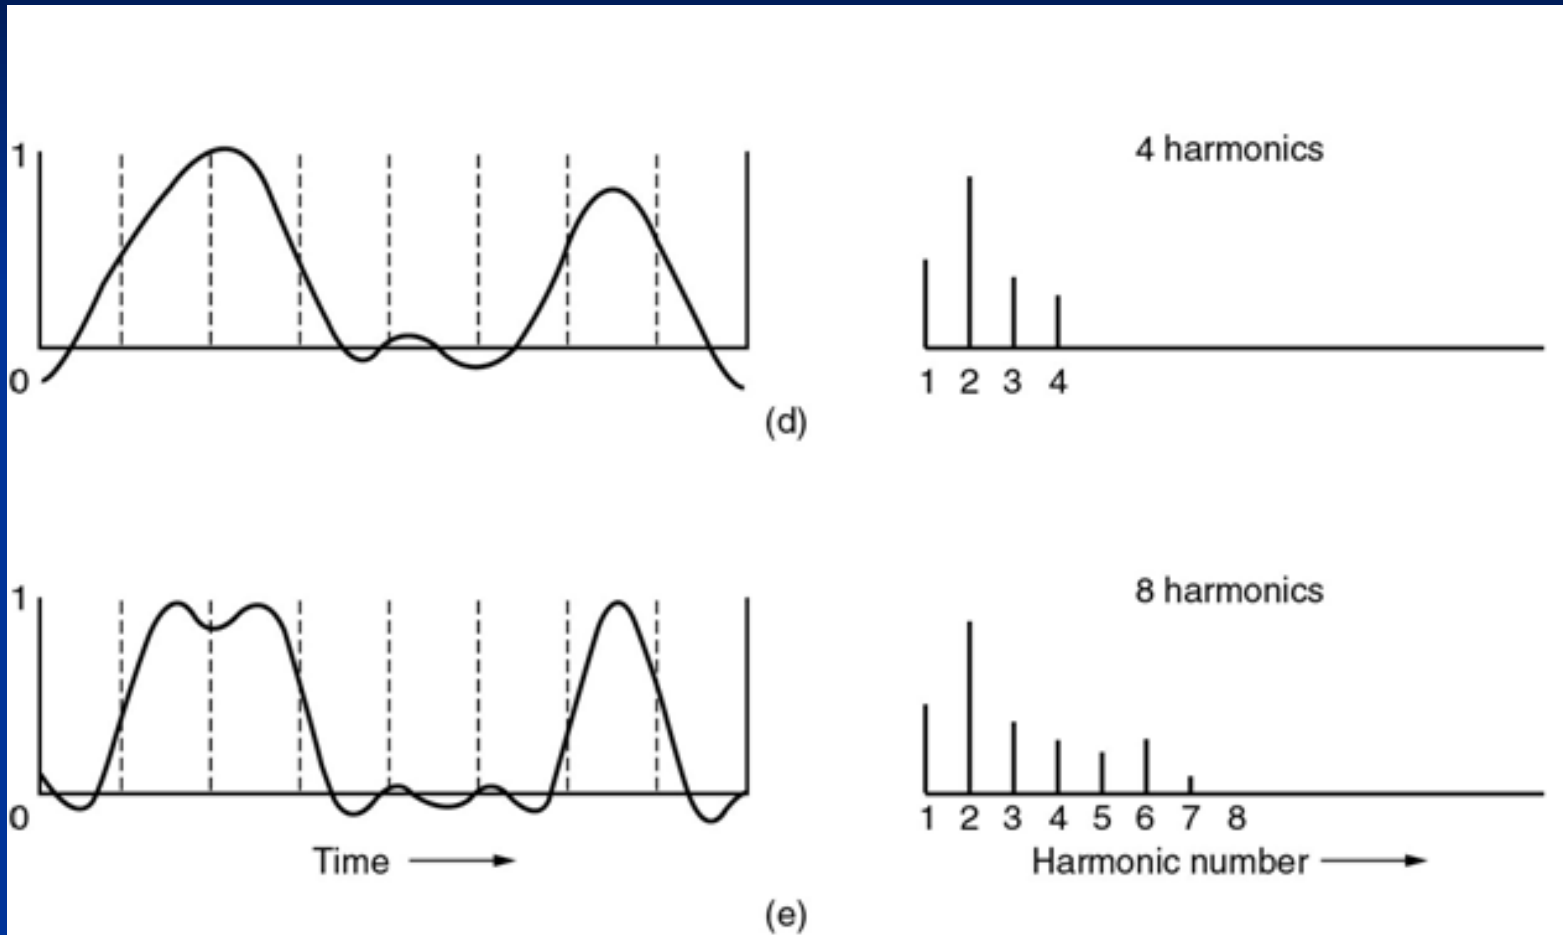 1
4 harmonics
0
1 2 3 4
(d)
1
8 harmonics
0
1 2 3 4 5 6 7 8
Time
Harmonic number
(e)